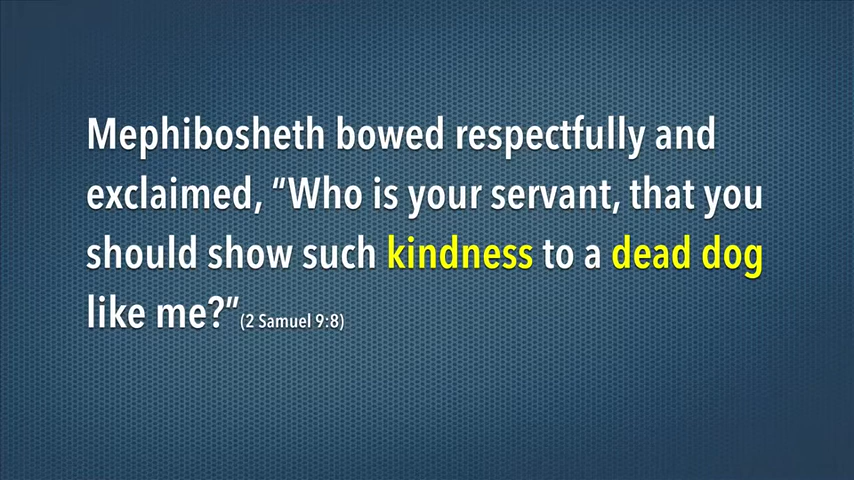 Mephibosheth bowed respectfully and
exclaimed, “Who is your servant, that you
should show such kindness to a dead dog
like me?” (2 Samuel 9:8)